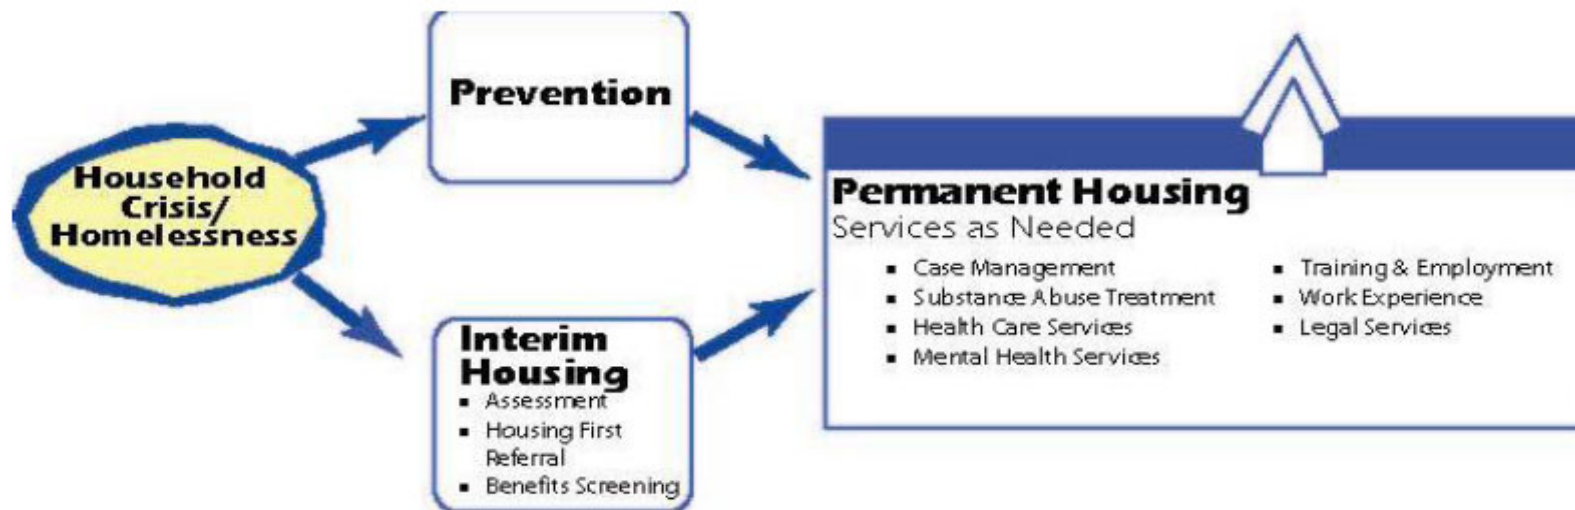 Prevention
Household
Crisis/
Homelessness
Interim
Housing
▪ Assessment
▪ Housing First
Referral
▪ Benefits Screening
Permanent Housing
Services as Needed
▪ Case Management
▪ Substance Abuse Treatment
▪ Health Care Services
▪ Mental Health Services
▪ Training & Employment
▪ Work Experience
▪ Legal Services